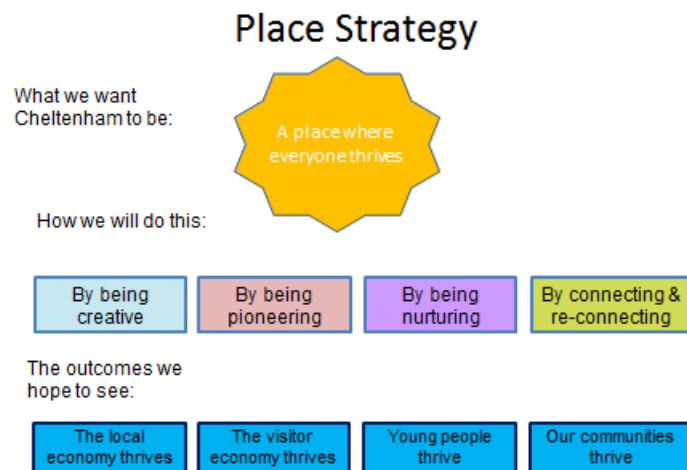 Place Strategy
What we want
Cheltenham to be:
A place where
everyone thrives
How we will do this:
By being
creative
By being
pioneering
By being
nurturing
By connecting &
re-connecting
The outcomes we
hope to see:
The local
economy thrives
The visitor
economy thrives
Young people
thrive
Our communities
thrive